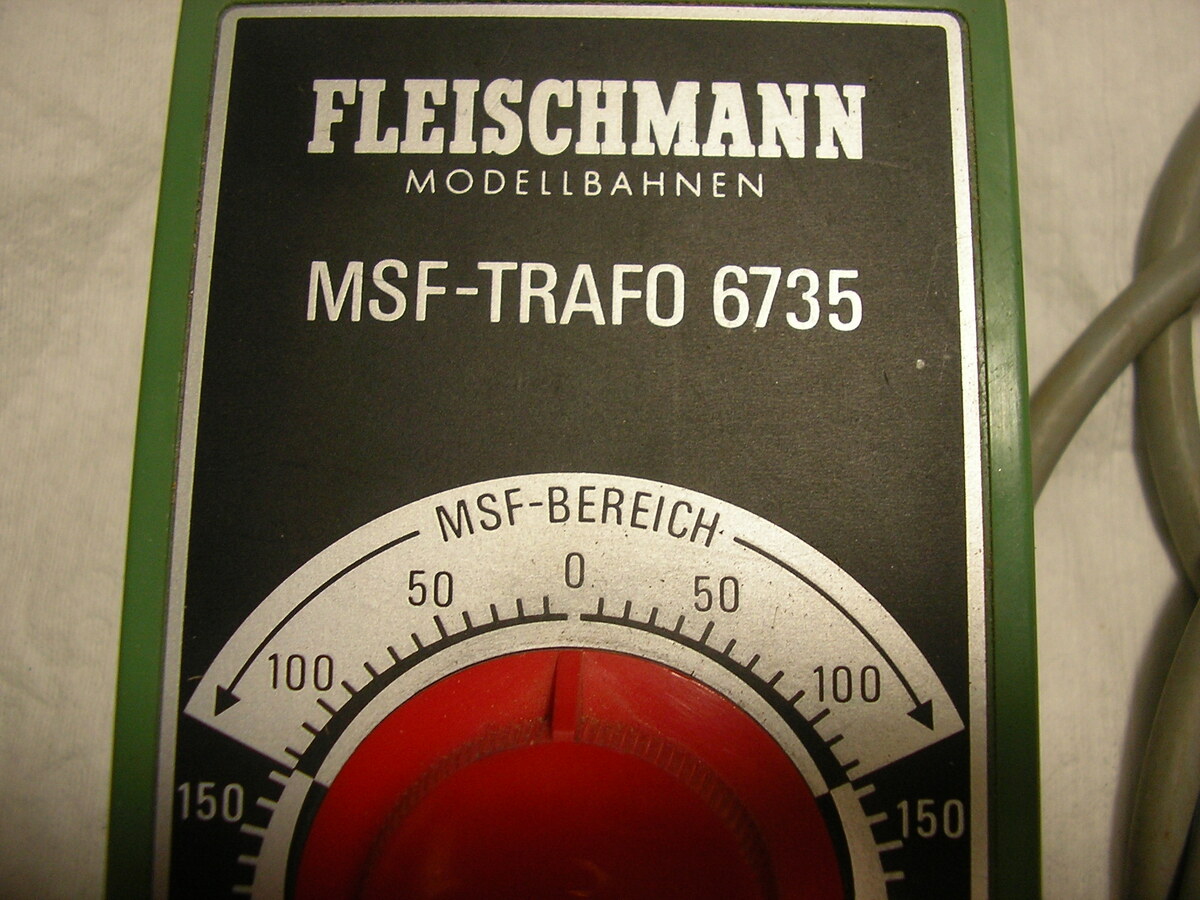 FLEISCHMANN
MODELLBAHNEN
MSF-TRAFO 6735
MSF-BEREICH
50 0 50
100 100
150 150